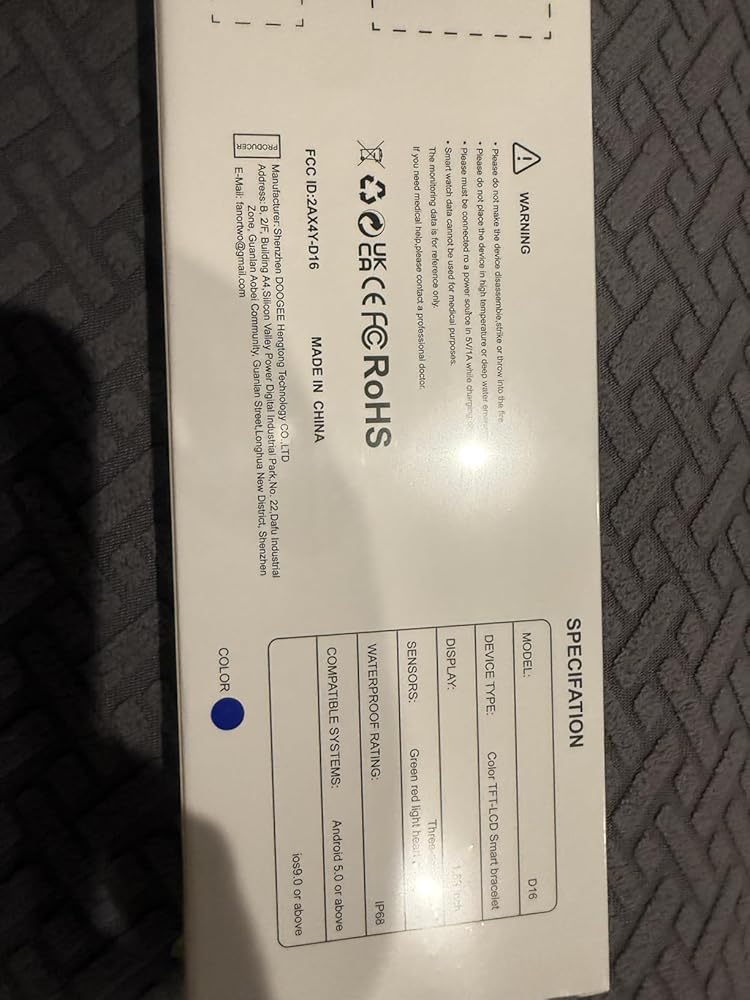 WARNING
• Please do not make the device disassemble,strike or throw into the fire
• Please do not place the device in high temperature or deep water
• Please must be connected ro a power source in 5V/1A while charging
• Smart watch data cannot be used for medical purposes.
The monitoring data is for reference only.
If you need medical help,please contact a professional doctor.
UK
CA CE FC RoHS
FCC ID:2AX4Y-D16 MADE IN CHINA
PRODUCER
Manufacturer:Shenzhen DOOGEE Hengtong Technology CO.,LTD
Address: B, 2/F, Building A4,Silicon Valley Power Digital Industrial Park,No. 22,Dafu Industrial
Zone, Guanlan Aobei Community, Guanlan Street,Longhua New District, Shenzhen
E-Mail: fanortwo@gmail.com
SPECIFATION
MODEL: D16
DEVICE TYPE: Color TFT-LCD Smart bracelet
DISPLAY:
SENSORS:
Green red light
WATERPROOF RATING: IP68
COMPATIBLE SYSTEMS: Android 5.0 or above
ios9.0 or above
COLOR